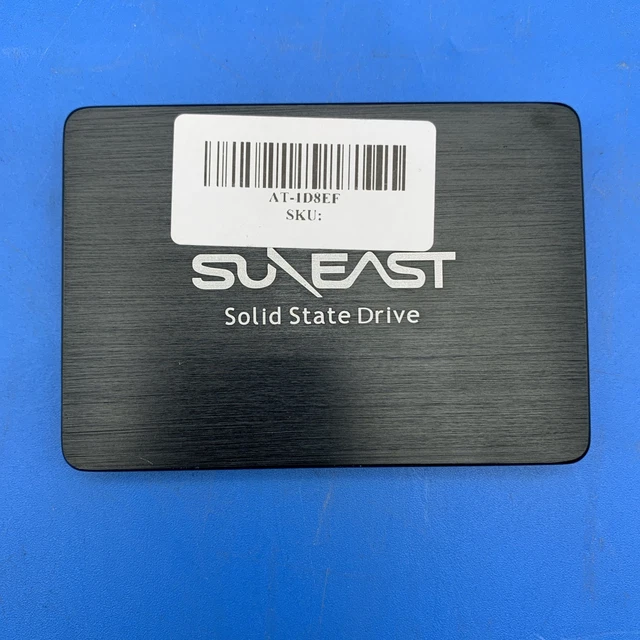 AT-1D8EF
SKU:
SUNEAST
Solid State Drive